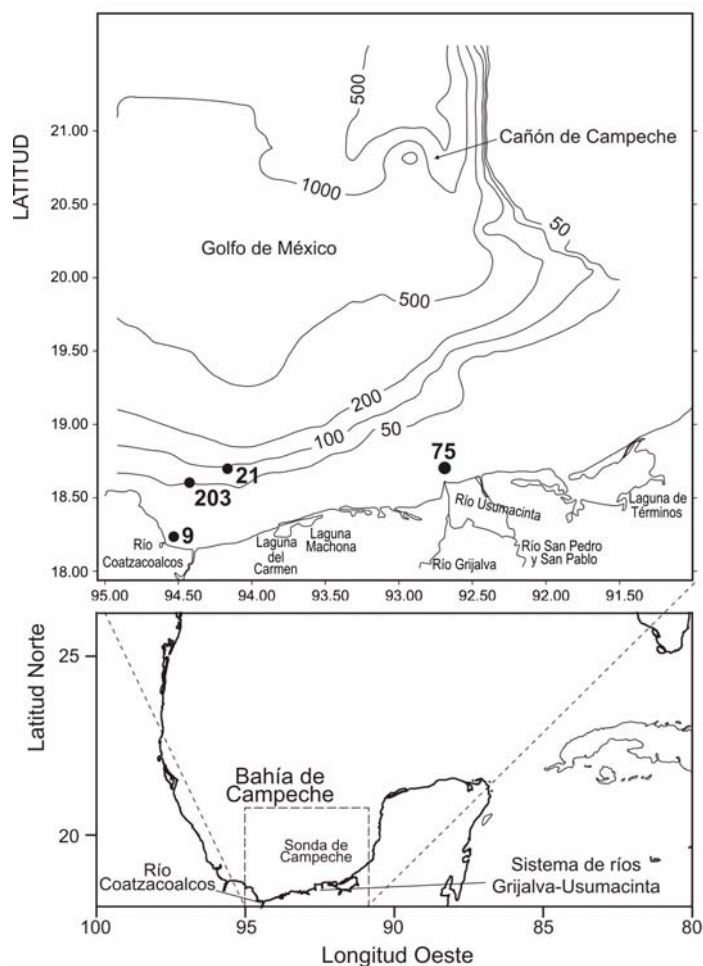 LATITUD
21.00
20.50
20.00
19.50
19.00
18.50
18.00
500
Cañón de Campeche
1000
50
Golfo de México
500
200
100
50
75
21
203
9
Río
Coatzacoalcos
Laguna
del
Carmen
Laguna
Machona
Río Usumacinta
Río Grijalva
Río San Pedro
y San Pablo
Laguna de
Términos
95.00
94.40
94.00
93.50
93.00
92.50
92.00
91.50
Latitud Norte
25
20
Bahía de
Campeche
Sonda de
Campeche
Río
Coatzacoalcos
Sistema de ríos
Grijalva-Usumacinta
100
95
90
85
80
Longitud Oeste